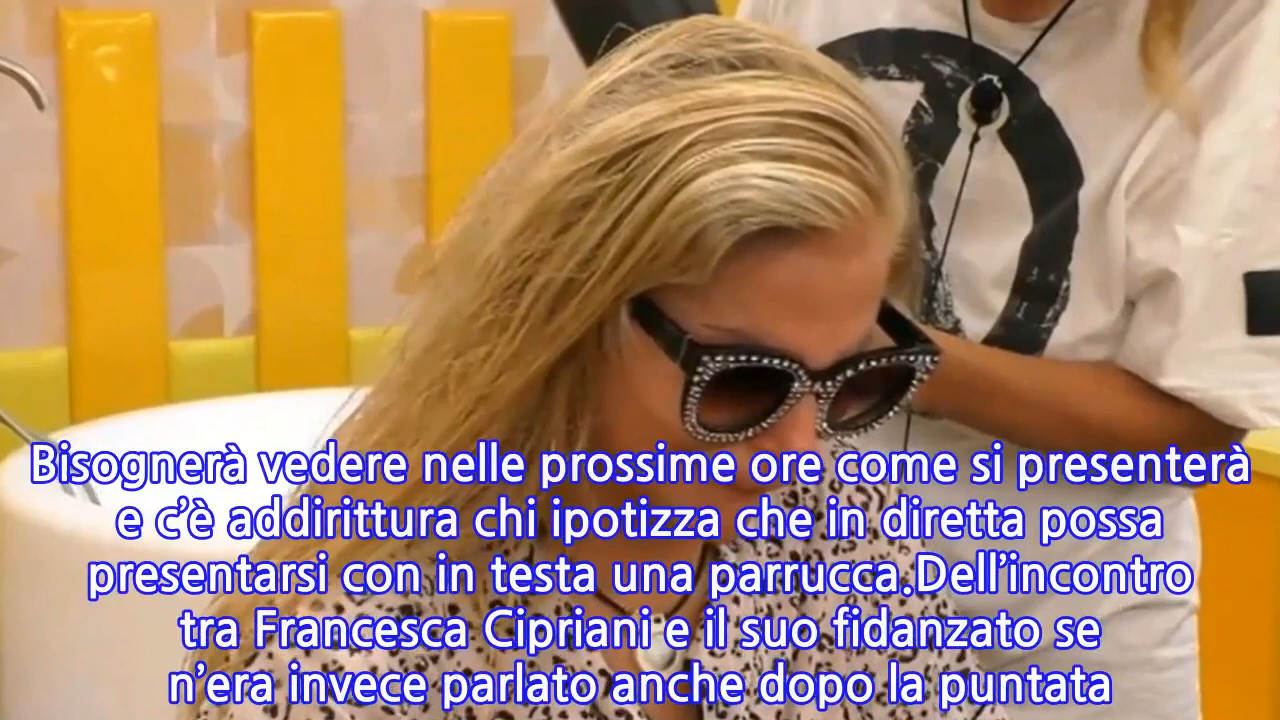 Bisognerà vedere nelle prossime ore come si presenterà
e c'è addirittura chi ipotizza che in diretta possa
presentarsi con in testa una parrucca.Dell'incontro
tra Francesca Cipriani e il suo fidanzato se
n'era invece parlato anche dopo la puntata